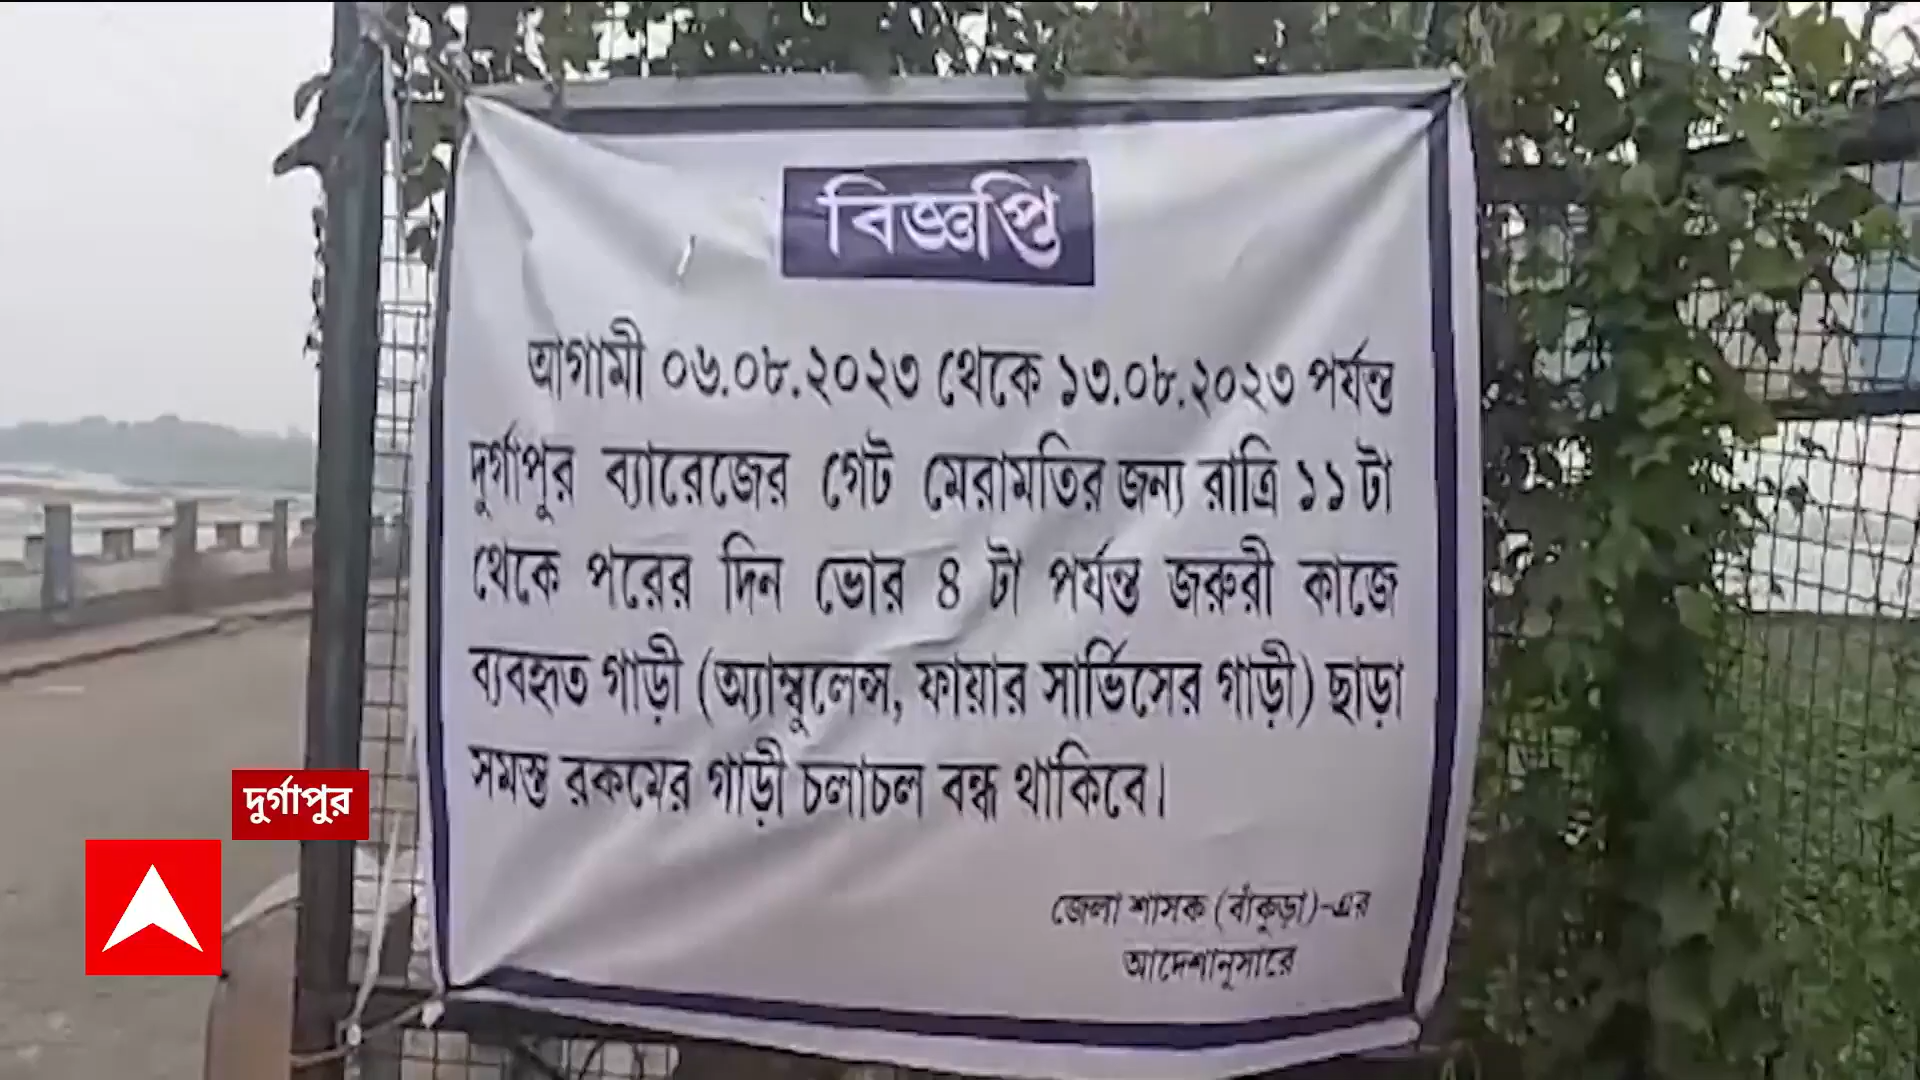 বিজ্ঞপ্তি
আগামী ০৬.০৮.২০২৩ থেকে ১৩.০৮.২০২৩ পর্যন্ত
দুর্গাপুর ব্যারেজের গেট মেরামতির জন্য রাত্রি ১১ টা
থেকে পরের দিন ভোর ৪ টা পর্যন্ত জরুরী কাজে
ব্যবহৃত গাড়ী (অ্যাম্বুলেন্স, ফায়ার সার্ভিসের গাড়ী) ছাড়া
সমস্ত রকমের গাড়ী চলাচল বন্ধ থাকিবে।
জেলা শাসক (বাঁকুড়া)-এর
আদেশানুসারে
দুর্গাপুর